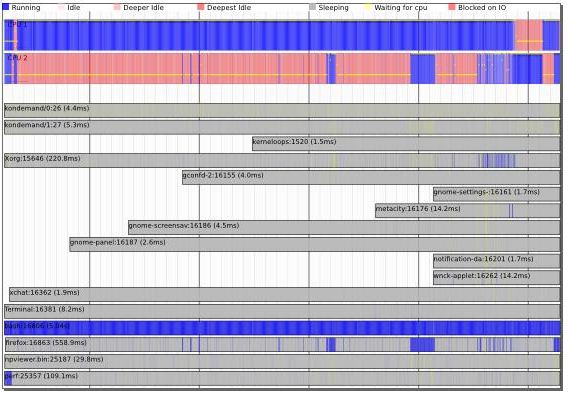 Running Idle Deeper Idle Deepest Idle Sleeping Waiting for cpu Blocked on IO
CPU 1
CPU 2
kondemand/0:26 (4.4ms)
kondemand/1:27 (5.3ms)
kerneloops:1520 (1.5ms)
Xorg:15646 (220.8ms)
gconfd-2:16155 (4.0ms)
gnome-settings-:16161 (1.7ms)
metacity:16176 (14.2ms)
gnome-screensav:16186 (4.5ms)
gnome-panel:16187 (2.6ms)
notification-da:16201 (1.7ms)
wnck-applet:16262 (14.2ms)
xchat:16362 (1.9ms)
Terminal:16381 (8.2ms)
bash:16806 (5.04s)
firefox:16863 (558.9ms)
npviewer.bin:25187 (29.8ms)
perf:25357 (109.1ms)